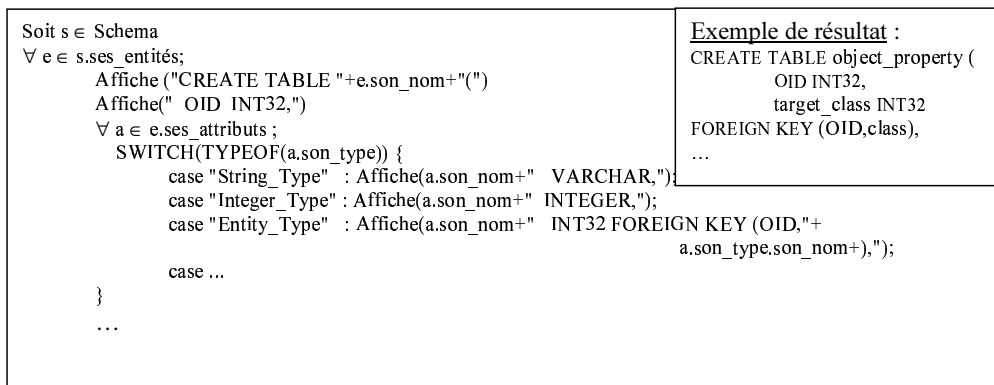 Soit s ∈ Schema
∀ e ∈ s.ses_entités;
Affiche ("CREATE TABLE "+e.son_nom+"(")
Affiche(" OID INT32,")
∀ a ∈ e.ses_attributs ;
SWITCH(TYPEOF(a.son_type)) {
case "String_Type" : Affiche(a.son_nom+" VARCHAR,");
case "Integer_Type" : Affiche(a.son_nom+" INTEGER,");
case "Entity_Type" : Affiche(a.son_nom+" INT32 FOREIGN KEY (OID,"+
a.son_type.son_nom+),");
case ...
}
…
Exemple de résultat :
CREATE TABLE object_property (
OID INT32,
target_class INT32
FOREIGN KEY (OID,class),
…